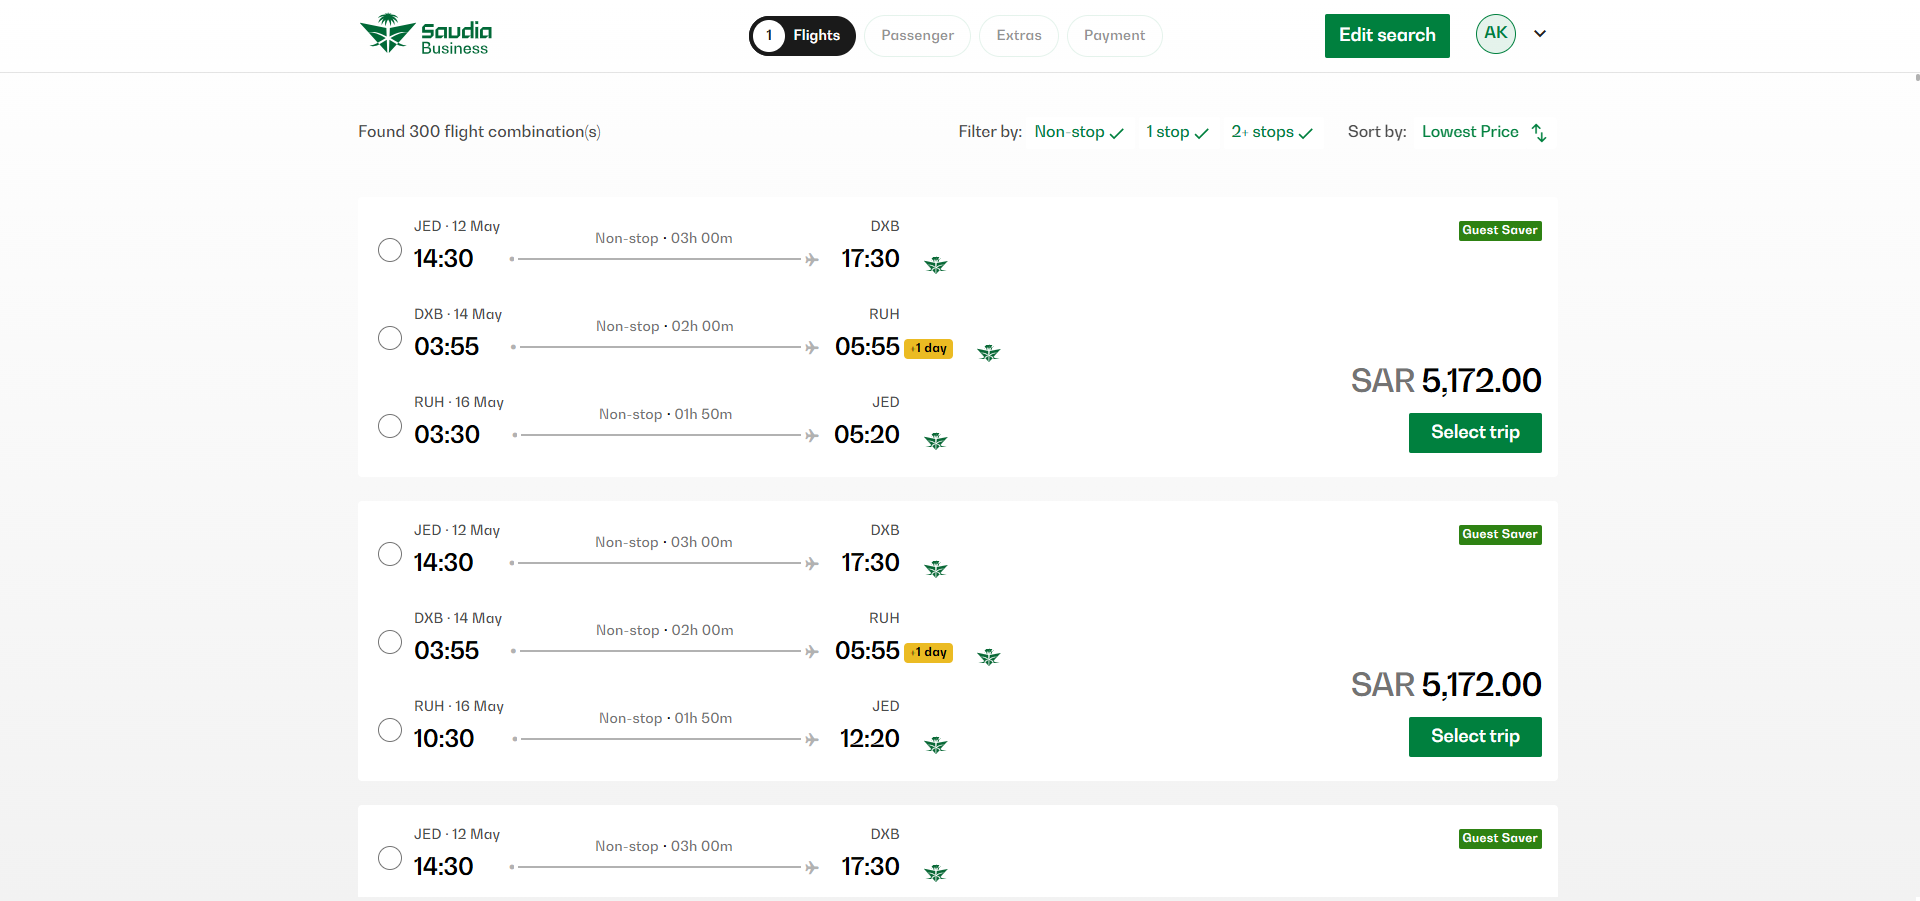 Saudia
Business
1 Flights
Passenger
Extras
Payment
Edit search
AK
Found 300 flight combination(s)
Filter by: Non-stop 1 stop 2+ stops Sort by: Lowest Price
JED · 12 May Non-stop · 03h 00m DXB
14:30 17:30
Guest Saver
DXB · 14 May Non-stop · 02h 00m RUH
03:55 05:55 +1 day
RUH · 16 May Non-stop · 01h 50m JED
03:30 05:20
SAR 5,172.00
Select trip
JED · 12 May Non-stop · 03h 00m DXB
14:30 17:30
Guest Saver
DXB · 14 May Non-stop · 02h 00m RUH
03:55 05:55 +1 day
RUH · 16 May Non-stop · 01h 50m JED
10:30 12:20
SAR 5,172.00
Select trip
JED · 12 May Non-stop · 03h 00m DXB
14:30 17:30
Guest Saver